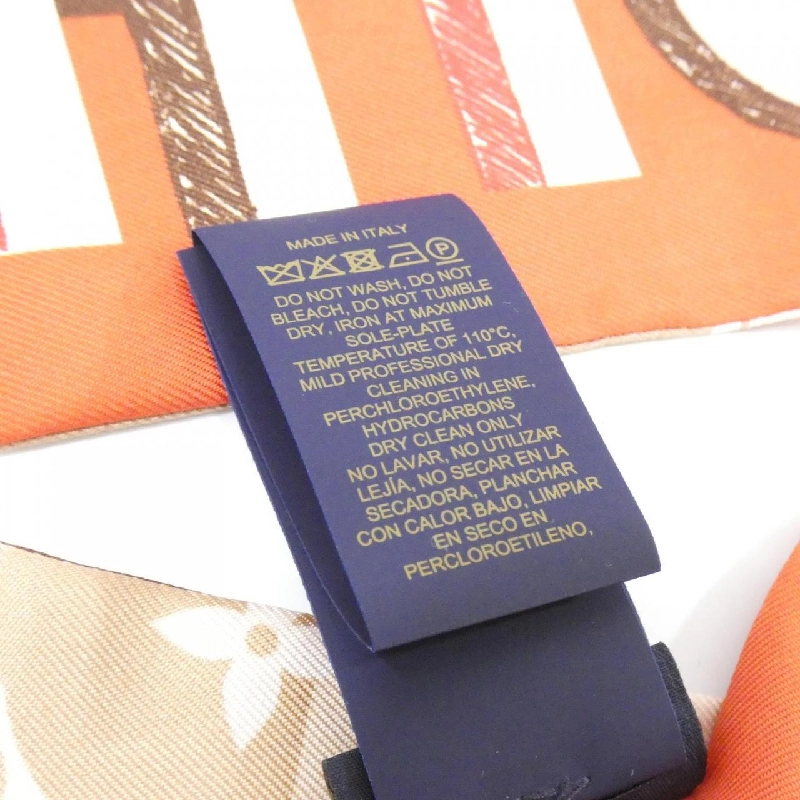 MADE IN ITALY
P
DO NOT WASH, DO NOT
BLEACH, DO NOT TUMBLE
DRY, IRON AT MAXIMUM
SOLE-PLATE
TEMPERATURE OF 110°C,
MILD PROFESSIONAL DRY
CLEANING IN
PERCHLOROETHYLENE,
HYDROCARBONS
DRY CLEAN ONLY
NO LAVAR, NO UTILIZAR
LEJÍA, NO SECAR EN LA
SECADORA, PLANCHAR
CON CALOR BAJO, LIMPIAR
EN SECO EN
PERCLOROETILENO,